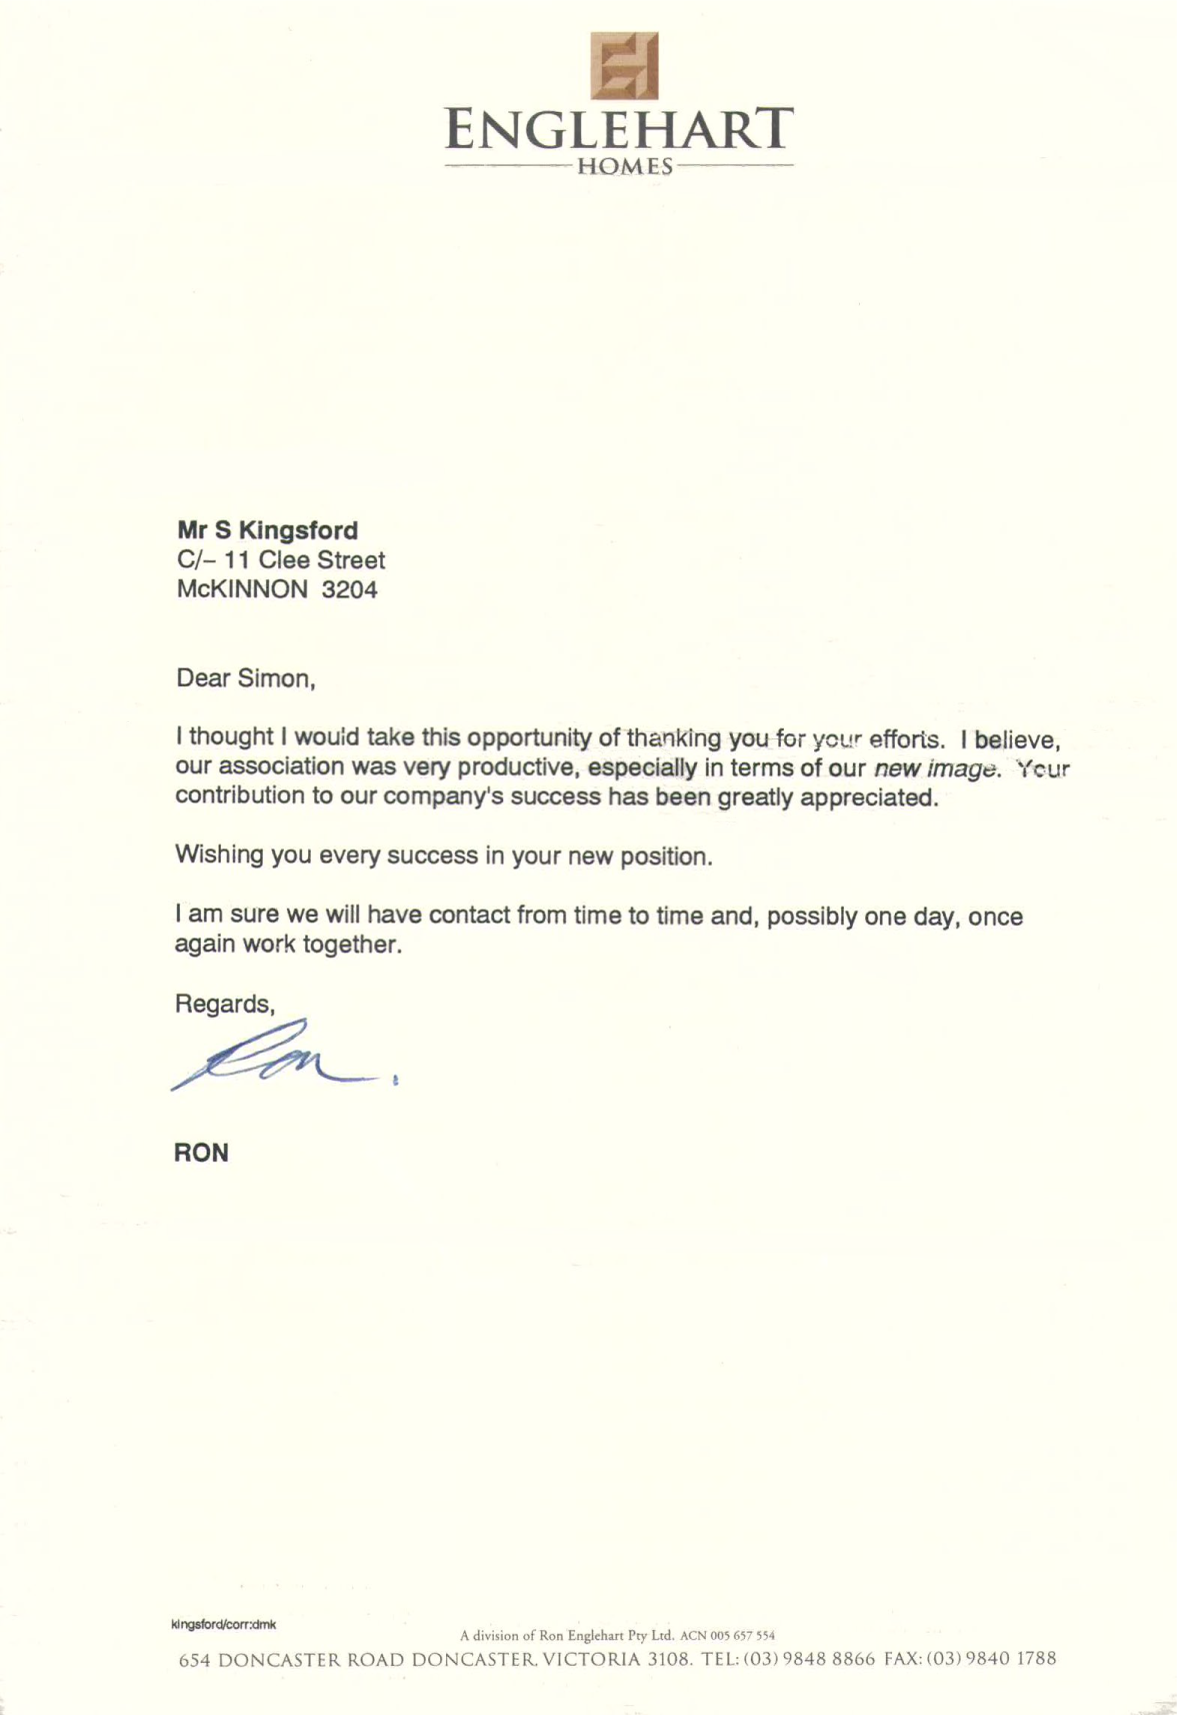 ENGLEHART
HOMES
Mr S Kingsford
C/– 11 Clee Street
McKINNON 3204
Dear Simon,
I thought I would take this opportunity of thanking you for your efforts. I believe,
our association was very productive, especially in terms of our new image. Your
contribution to our company's success has been greatly appreciated.
Wishing you every success in your new position.
I am sure we will have contact from time to time and, possibly one day, once
again work together.
Regards,
Ron.
RON
kingsford/corr:dmk
A division of Ron Englehart Pty Ltd. ACN 005 657 554
654 DONCASTER ROAD DONCASTER, VICTORIA 3108. TEL: (03) 9848 8866 FAX: (03) 9840 1788